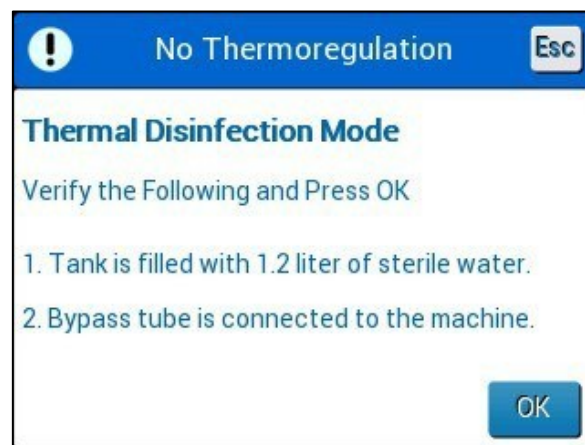 No Thermoregulation
Esc
Thermal Disinfection Mode
Verify the Following and Press OK
1. Tank is filled with 1.2 liter of sterile water.
2. Bypass tube is connected to the machine.
OK